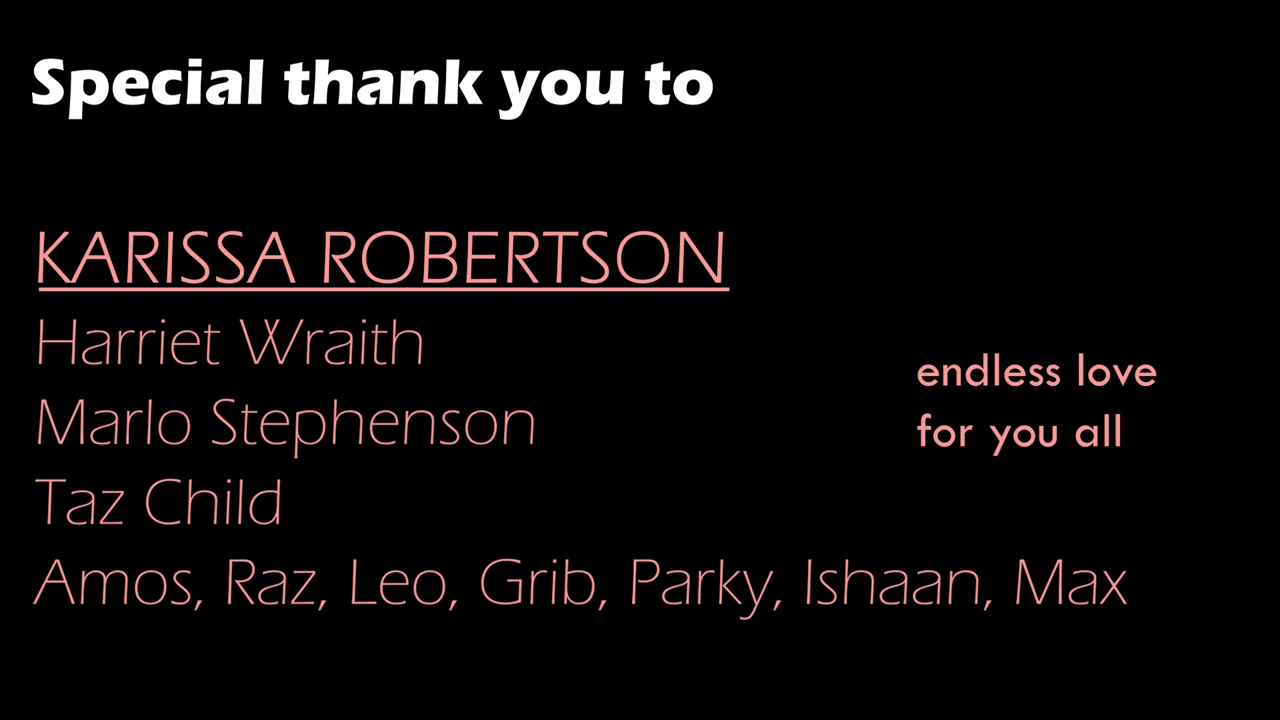 Special thank you to
KARISSA ROBERTSON
Harriet Wraith
Marlo Stephenson
Taz Child
Amos, Raz, Leo, Grib, Parky, Ishaan, Max
endless love
for you all